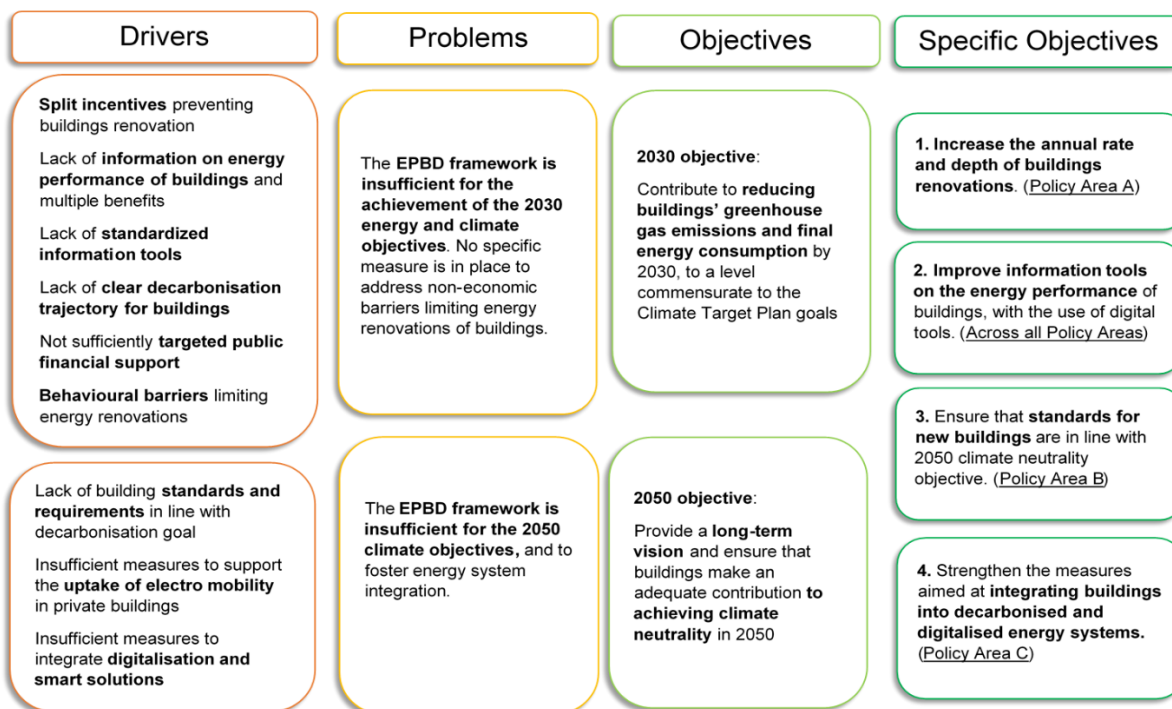 Drivers
Problems
Objectives
Specific Objectives
Split incentives preventing
buildings renovation
Lack of information on energy
performance of buildings and
multiple benefits
Lack of standardized
information tools
Lack of clear decarbonisation
trajectory for buildings
Not sufficiently targeted public
financial support
Behavioural barriers limiting
energy renovations
Lack of building standards and
requirements in line with
decarbonisation goal
Insufficient measures to support
the uptake of electro mobility
in private buildings
Insufficient measures to
integrate digitalisation and
smart solutions
The EPBD framework is
insufficient for the
achievement of the 2030
energy and climate
objectives. No specific
measure is in place to
address non-economic
barriers limiting energy
renovations of buildings.
The EPBD framework is
insufficient for the 2050
climate objectives, and to
foster energy system
integration.
2030 objective:
Contribute to reducing
buildings’ greenhouse
gas emissions and final
energy consumption by
2030, to a level
commensurate to the
Climate Target Plan goals
2050 objective:
Provide a long-term
vision and ensure that
buildings make an
adequate contribution to
achieving climate
neutrality in 2050
1. Increase the annual rate
and depth of buildings
renovations. (Policy Area A)
2. Improve information tools
on the energy performance of
buildings, with the use of digital
tools. (Across all Policy Areas)
3. Ensure that standards for
new buildings are in line with
2050 climate neutrality
objective. (Policy Area B)
4. Strengthen the measures
aimed at integrating buildings
into decarbonised and
digitalised energy systems.
(Policy Area C)